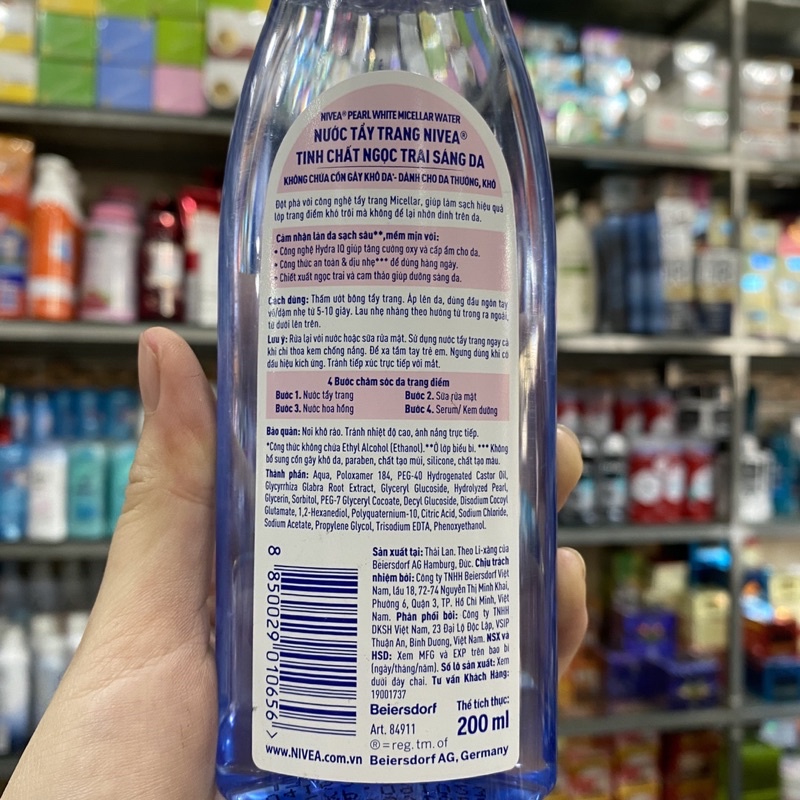 NIVEA® PEARL WHITE MICELLAR WATER
NƯỚC TẨY TRANG NIVEA®
TINH CHẤT NGỌC TRAI SÁNG DA
KHÔNG CHỨA CỒN GÂY KHÔ DA*- DÀNH CHO DA THƯỜNG, KHÔ
Đột phá với công nghệ tẩy trang Micellar, giúp làm sạch hiệu quả
lớp trang điểm khó trôi mà không để lại nhờn dính trên da.
Cảm nhận làn da sạch sâu**,mềm mịn với:
• Công nghệ Hydra IQ giúp tăng cường oxy và cấp ẩm cho da.
• Công thức an toàn & dịu nhẹ*** để dùng hàng ngày.
• Chiết xuất ngọc trai và cam thảo giúp dưỡng sáng da.
Cách dùng: Thấm ướt bông tẩy trang. Áp lên da, dùng đầu ngón tay
vỗ/dặm nhẹ từ 5-10 giây. Lau nhẹ nhàng theo hướng từ trong ra ngoài,
từ dưới lên trên.
Lưu ý: Rửa lại với nước hoặc sữa rửa mặt. Sử dụng nước tẩy trang ngay cả
khi chỉ thoa kem chống nắng. Để xa tầm tay trẻ em. Ngưng dùng khi có
dấu hiệu kích ứng. Tránh tiếp xúc trực tiếp với mắt.
4 Bước chăm sóc da trang điểm
Bước 1. Nước tẩy trang Bước 2. Sữa rửa mặt
Bước 3. Nước hoa hồng Bước 4. Serum/ Kem dưỡng
Bảo quản: Nơi khô ráo. Tránh nhiệt độ cao, ánh nắng trực tiếp.
*Công thức không chứa Ethyl Alcohol (Ethanol).** Ở lớp biểu bì. *** Không
bổ sung cồn gây khô da, paraben, chất tạo mùi, silicone, chất tạo màu.
Thành phần: Aqua, Poloxamer 184, PEG-40 Hydrogenated Castor Oil,
Glycyrrhiza Glabra Root Extract, Glyceryl Glucoside, Hydrolyzed Pearl,
Glycerin, Sorbitol, PEG-7 Glyceryl Cocoate, Decyl Glucoside, Disodium Cocoyl
Glutamate, 1,2-Hexanediol, Polyquaternium-10, Citric Acid, Sodium Chloride,
Sodium Acetate, Propylene Glycol, Trisodium EDTA, Phenoxyethanol.
8 850029 010656 >
Sản xuất tại: Thái Lan. Theo Li-xăng của
Beiersdorf AG Hamburg, Đức. Chịu trách
nhiệm bởi: Công ty TNHH Beiersdorf Việt
Nam, lầu 18, 72-74 Nguyễn Thị Minh Khai,
Phường 6, Quận 3, TP. Hồ Chí Minh, Việt
Nam. Phân phối bởi: Công ty TNHH
DKSH Việt Nam, 23 Đại Lộ Độc Lập, VSIP
Thuận An, Bình Dương, Việt Nam. NSX và
HSD: Xem MFG và EXP trên bao bì
(ngày/tháng/năm). Số lô sản xuất: Xem
dưới đáy chai. Tư vấn Khách Hàng:
19001737
Beiersdorf
Thể tích thực:
200 ml
Art. 84911
® = reg. tm. of
www.NIVEA.com.vn Beiersdorf AG, Germany